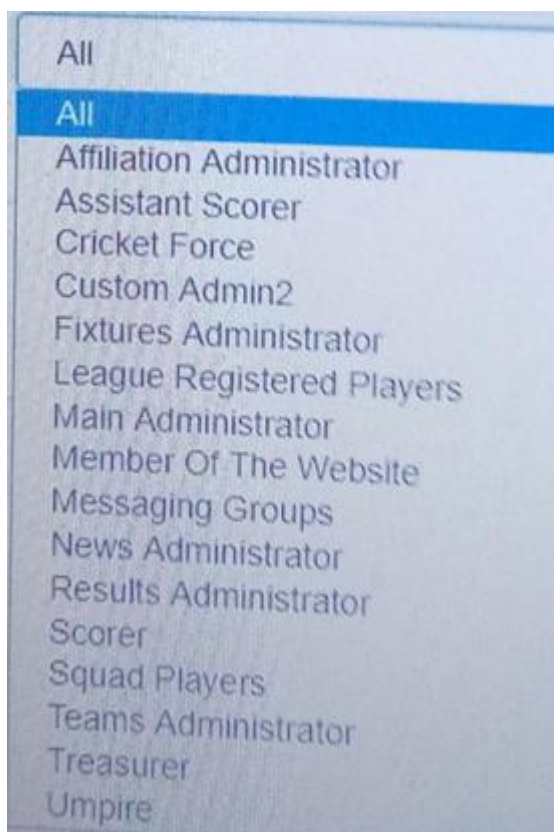 All
All
Affiliation Administrator
Assistant Scorer
Cricket Force
Custom Admin2
Fixtures Administrator
League Registered Players
Main Administrator
Member Of The Website
Messaging Groups
News Administrator
Results Administrator
Scorer
Squad Players
Teams Administrator
Treasurer
Umpire